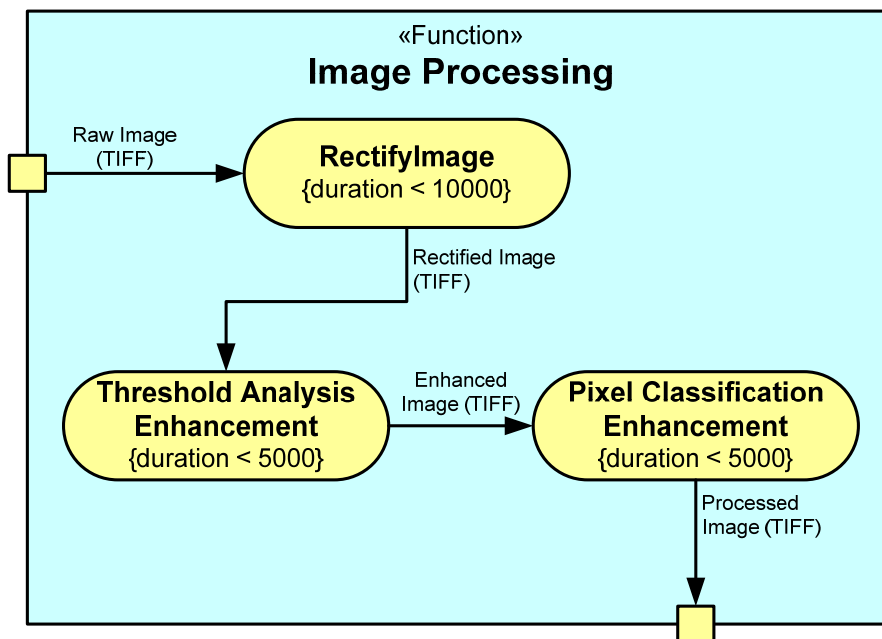 «Function»
Image Processing
Raw Image
(TIFF)
RectifyImage
{duration < 10000}
Rectified Image
(TIFF)
Threshold Analysis
Enhancement
{duration < 5000}
Enhanced
Image (TIFF)
Pixel Classification
Enhancement
{duration < 5000}
Processed
Image (TIFF)